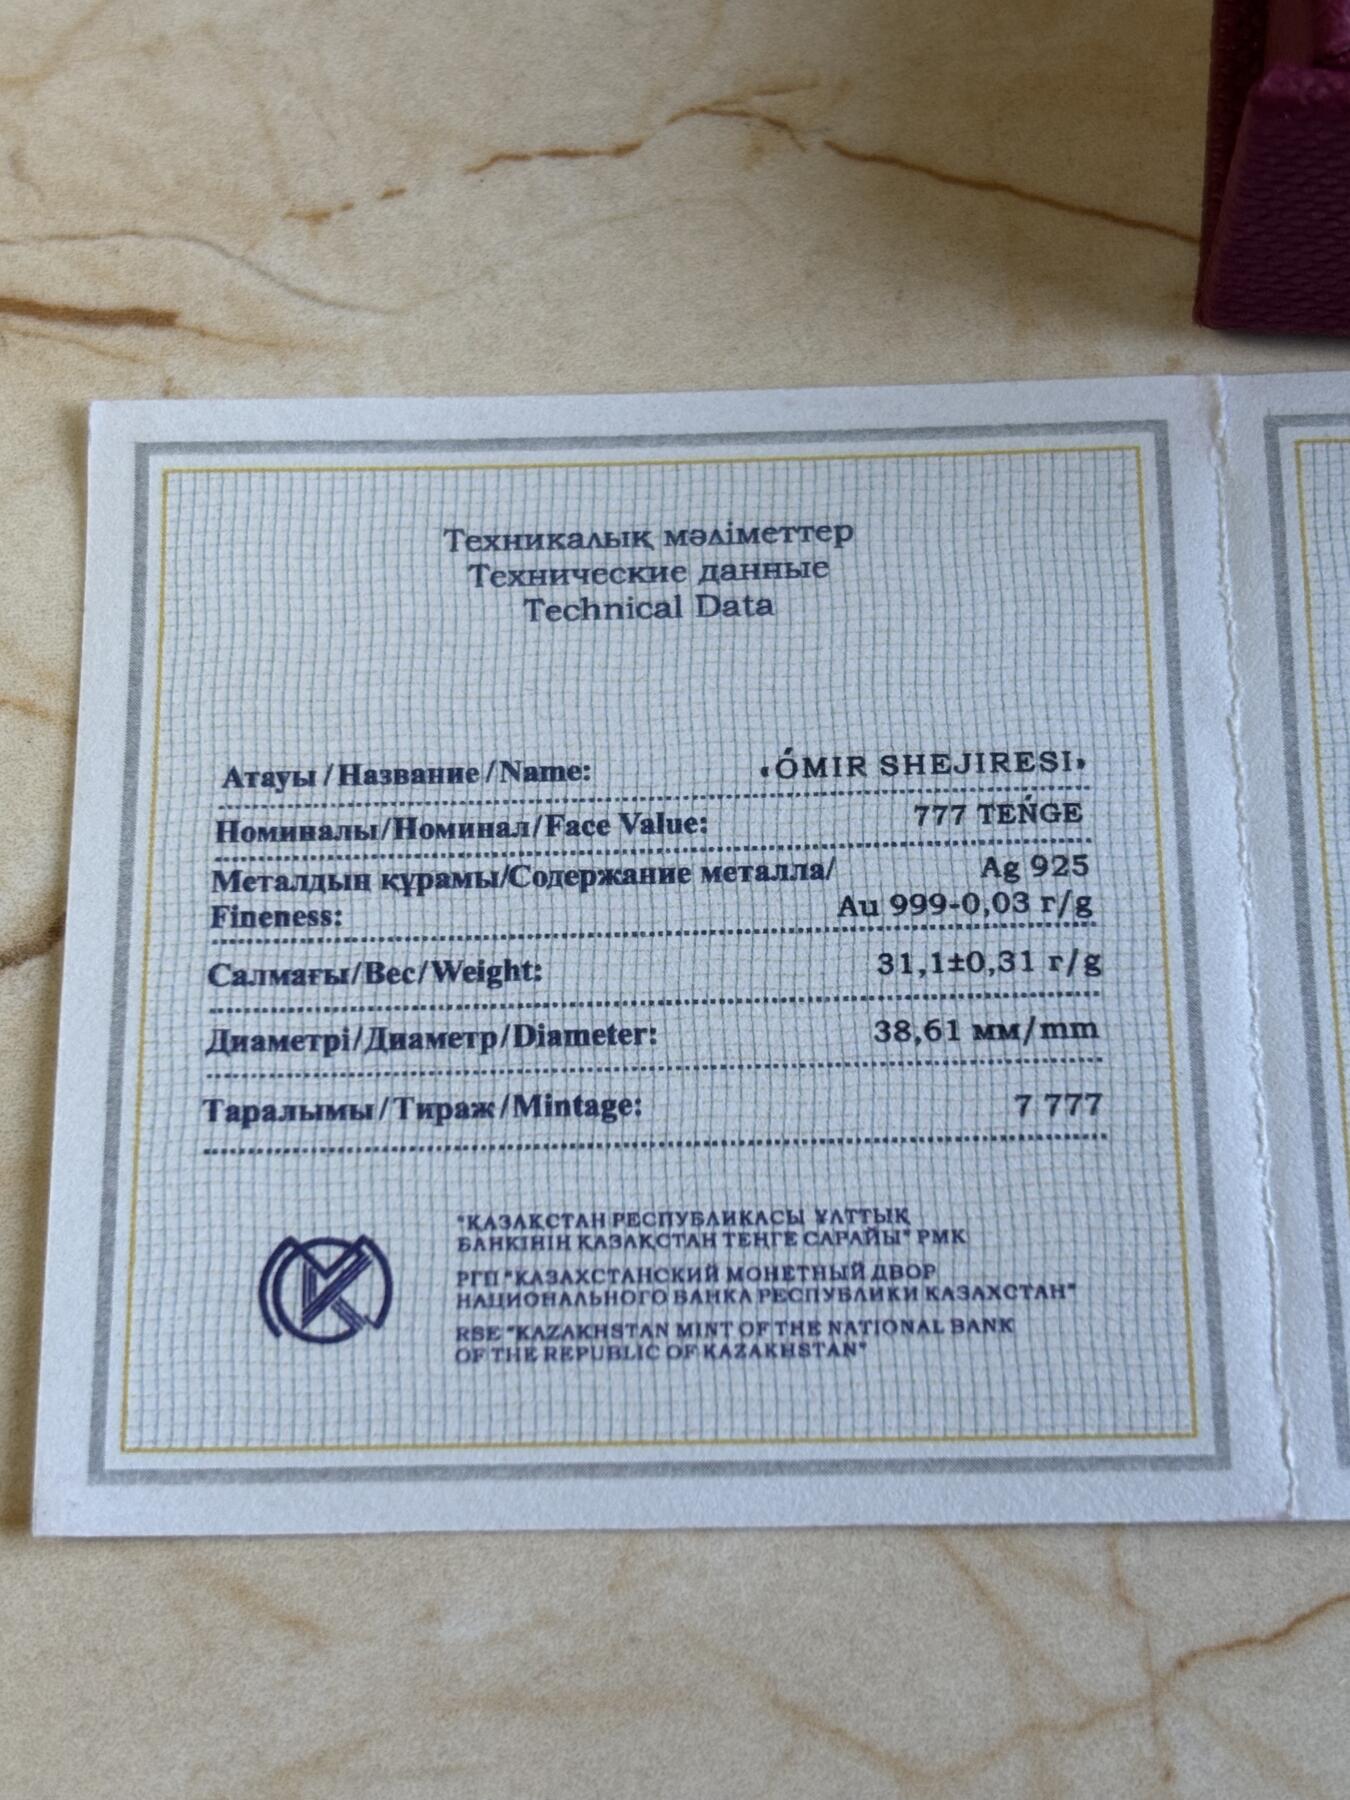 Техникалық мәліметтер
Технические данные
Technical Data
Атауы/Название/Name: «ÓMIR SHEJIRESI»
Номиналы/Номинал/Face Value: 777 TEŃGE
Металдың құрамы/Содержание металла/ Ag 925
Fineness: Au 999-0,03 г/g
Салмағы/Вес/Weight: 31,1±0,31 г/g
Диаметрі/Диаметр/Diameter: 38,61 мм/mm
Таралымы/Тираж/Mintage: 7 777
"ҚАЗАҚСТАН РЕСПУБЛИКАСЫ ҰЛТТЫҚ
БАНКІНІҢ ҚАЗАҚСТАН ТЕҢГЕ САРАЙЫ" РМК
РГП "КАЗАХСТАНСКИЙ МОНЕТНЫЙ ДВОР
НАЦИОНАЛЬНОГО БАНКА РЕСПУБЛИКИ КАЗАХСТАН"
RSE "KAZAKHSTAN MINT OF THE NATIONAL BANK
OF THE REPUBLIC OF KAZAKHSTAN"